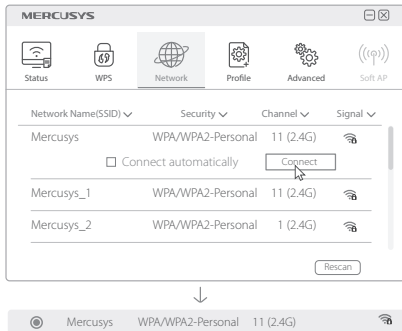 MERCUSYS
Status WPS Network Profile Advanced Soft AP
Network Name(SSID) Security Channel Signal
Mercusys WPA/WPA2-Personal 11 (2.4G)
Connect automatically Connect
Mercusys_1 WPA/WPA2-Personal 11 (2.4G)
Mercusys_2 WPA/WPA2-Personal 1 (2.4G)
Rescan
Mercusys WPA/WPA2-Personal 11 (2.4G)